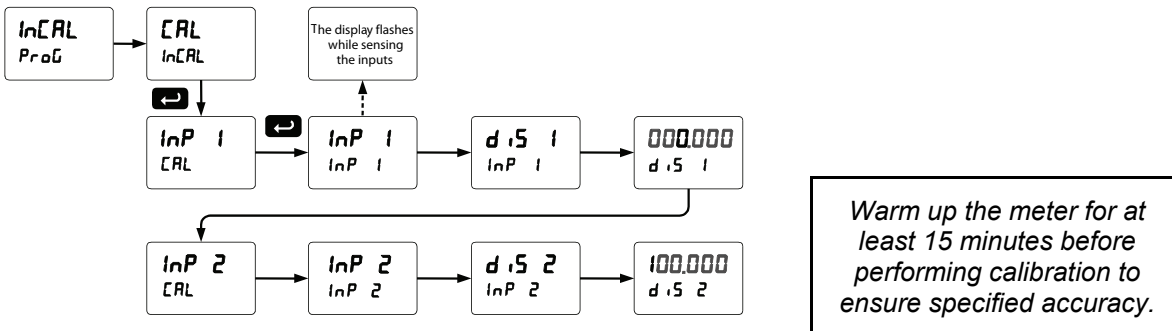 InCAL
ProG
CAL
InCAL
The display flashes
while sensing
the inputs
InP 1
CAL
InP 1
InP 1
diS 1
InP 1
000.000
diS 1
InP 2
CAL
InP 2
InP 2
diS 2
InP 2
100.000
diS 2
Warm up the meter for at
least 15 minutes before
performing calibration to
ensure specified accuracy.